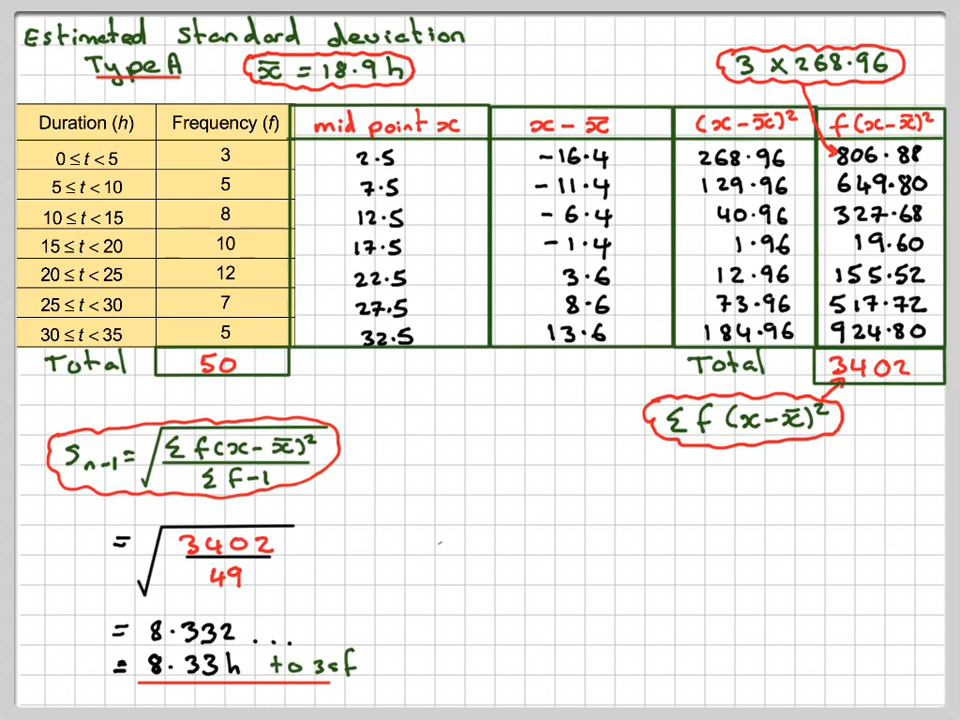 Estimated standard deviation
Type A x̄ = 18.9 h 3 × 268.96
Duration (h) Frequency (f) mid point x x − x̄ (x − x̄)² f(x − x̄)²
0 ≤ t < 5 3 2.5 −16.4 268.96 806.88
5 ≤ t < 10 5 7.5 −11.4 129.96 649.80
10 ≤ t < 15 8 12.5 −6.4 40.96 327.68
15 ≤ t < 20 10 17.5 −1.4 1.96 19.60
20 ≤ t < 25 12 22.5 3.6 12.96 155.52
25 ≤ t < 30 7 27.5 8.6 73.96 517.72
30 ≤ t < 35 5 32.5 13.6 184.96 924.80
Total 50 Total 3402
Σ f (x − x̄)²
Sₙ₋₁ = √(Σ f(x − x̄)² / Σ f − 1)
= √(3402 / 49)
= 8.332 ...
= 8.33 h to 3sf